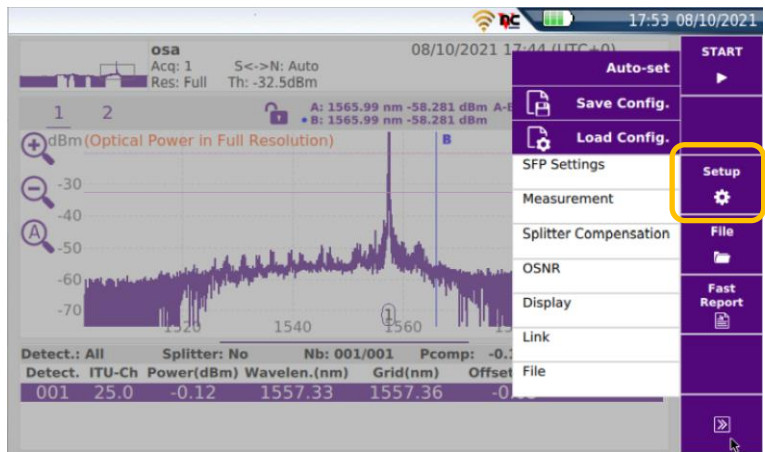 17:53 08/10/2021
osa
08/10/2021 17:44 (UTC+0)
Acq: 1 S<->N: Auto
Res: Full Th: -32.5dBm
1 2
A: 1565.99 nm -58.281 dBm A-B
B: 1565.99 nm -58.281 dBm
dBm (Optical Power in Full Resolution) B
-30
-40
A
-50
-60
-70
1
1520 1540 1560
Detect.: All Splitter: No Nb: 001/001 Pcomp:
Detect. ITU-Ch Power(dBm) Wavelen.(nm) Grid(nm) Offset
001 25.0 -0.12 1557.33 1557.36
Auto-set
Save Config.
Load Config.
SFP Settings
Measurement
Splitter Compensation
OSNR
Display
Link
File
START
Setup
File
Fast
Report